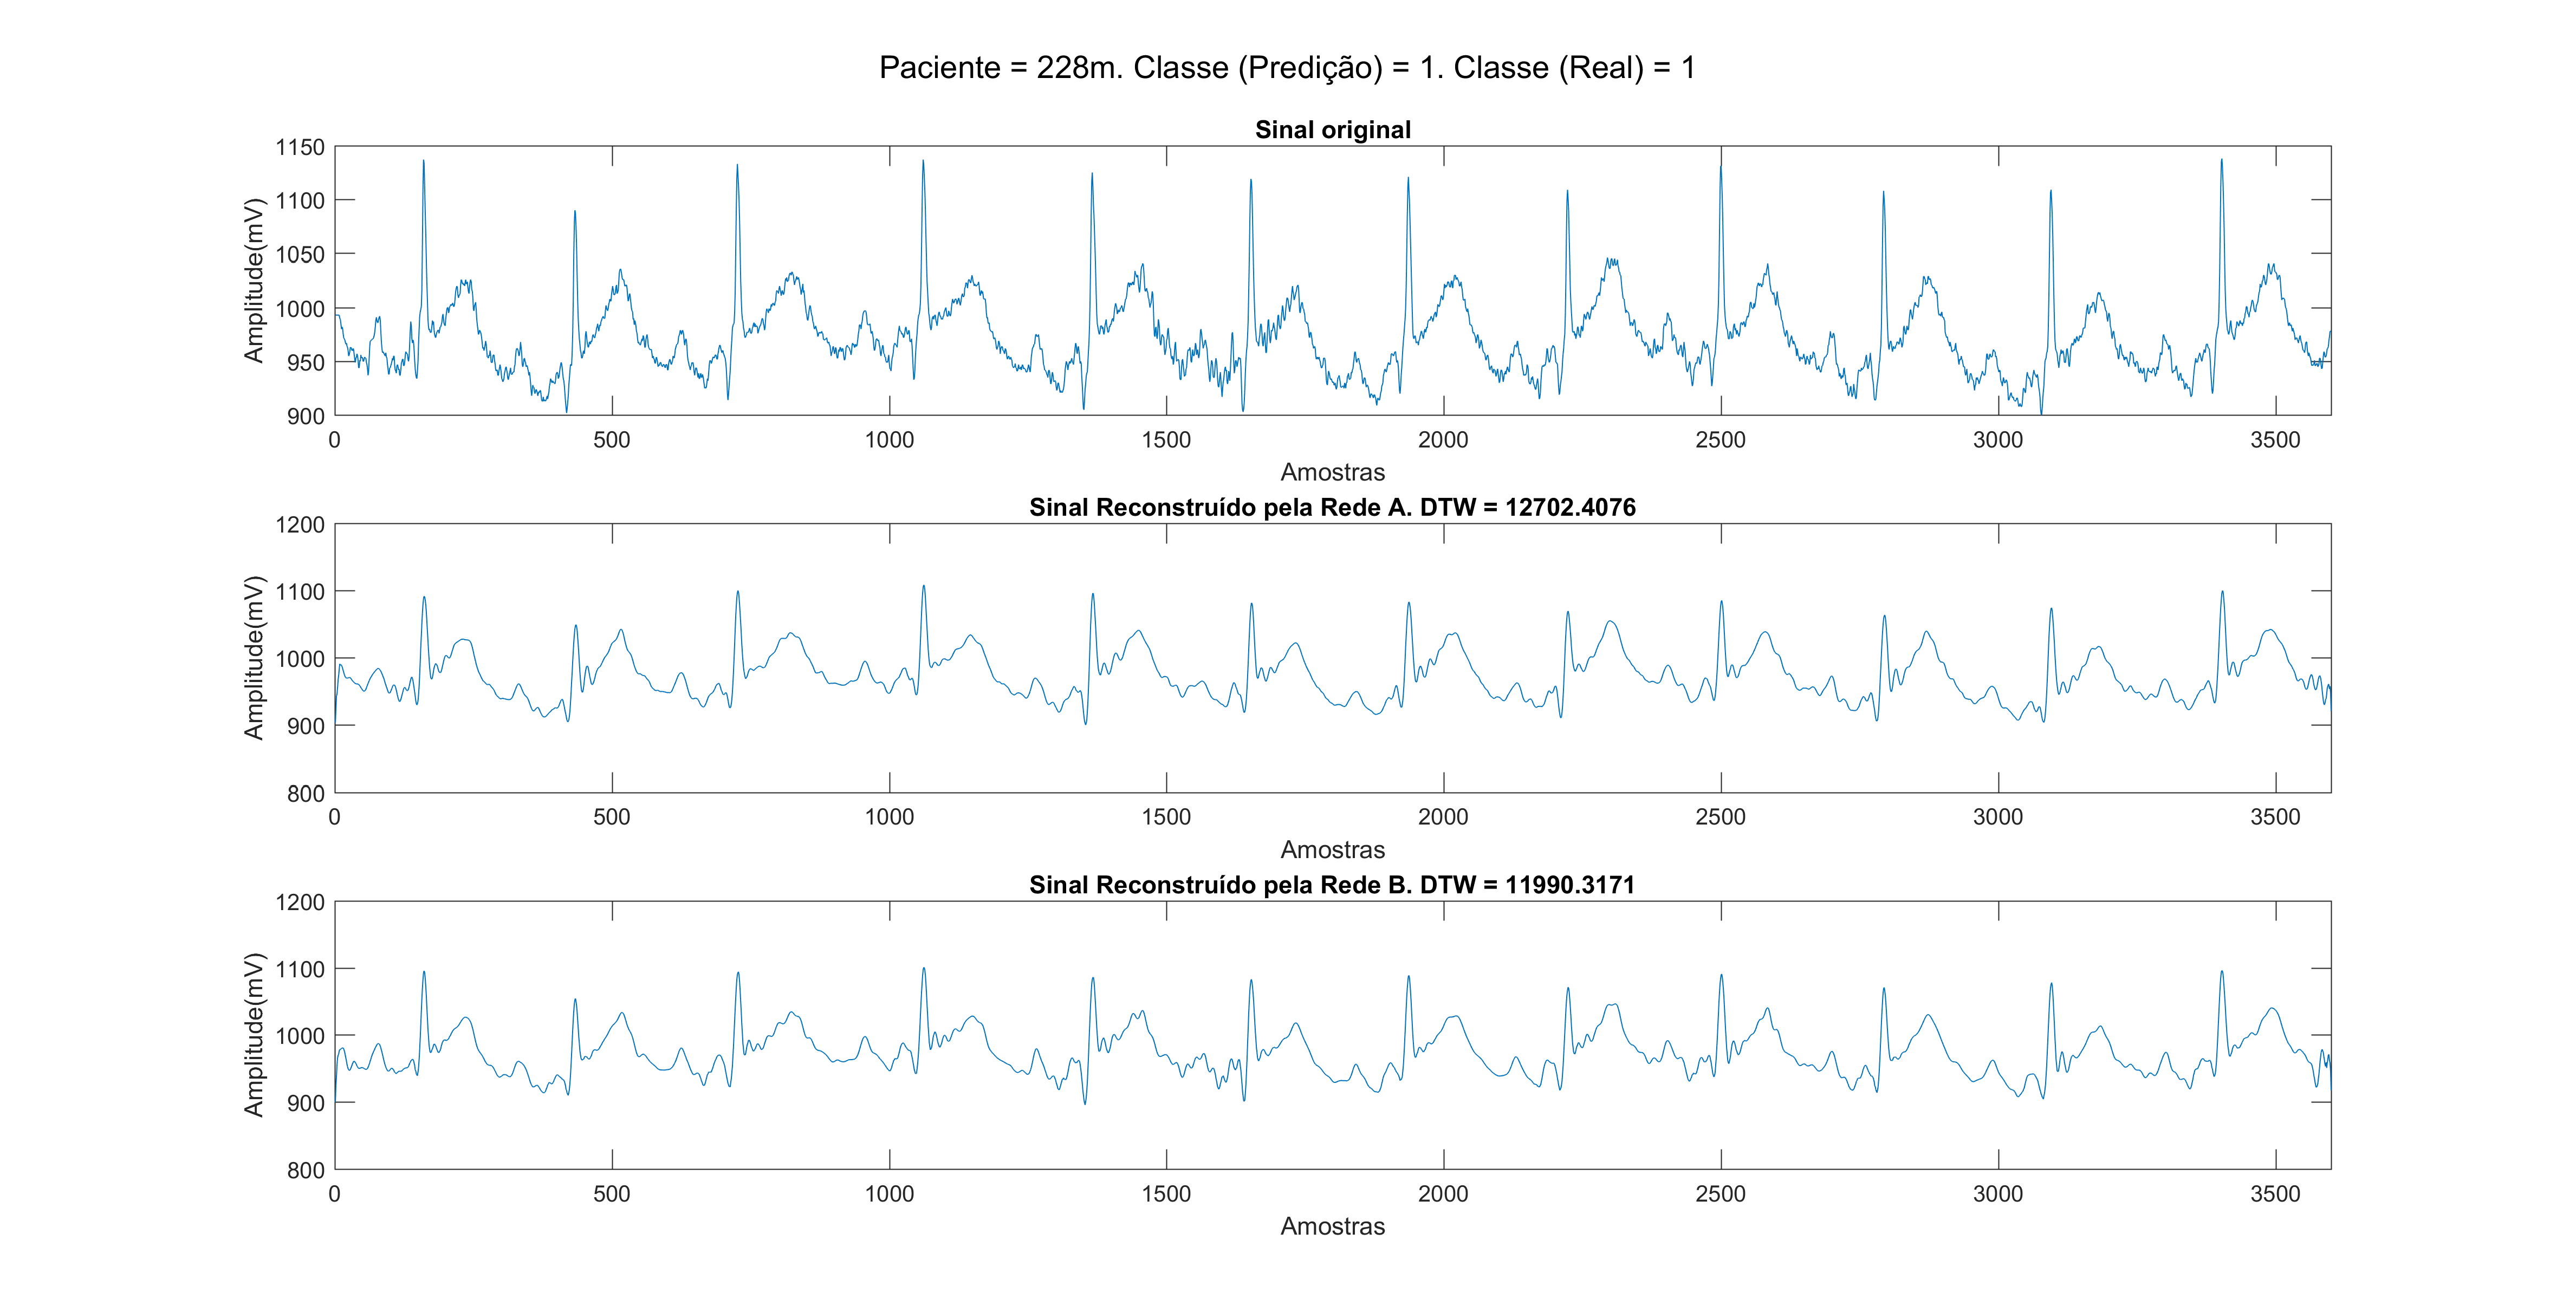 Paciente = 228m. Classe (Predição) = 1. Classe (Real) = 1
Sinal original
Amplitude(mV)
1150
1100
1050
1000
950
900
0 500 1000 1500 2000 2500 3000 3500
Amostras
Sinal Reconstruído pela Rede A. DTW = 12702.4076
Amplitude(mV)
1200
1100
1000
900
800
0 500 1000 1500 2000 2500 3000 3500
Amostras
Sinal Reconstruído pela Rede B. DTW = 11990.3171
Amplitude(mV)
1200
1100
1000
900
800
0 500 1000 1500 2000 2500 3000 3500
Amostras